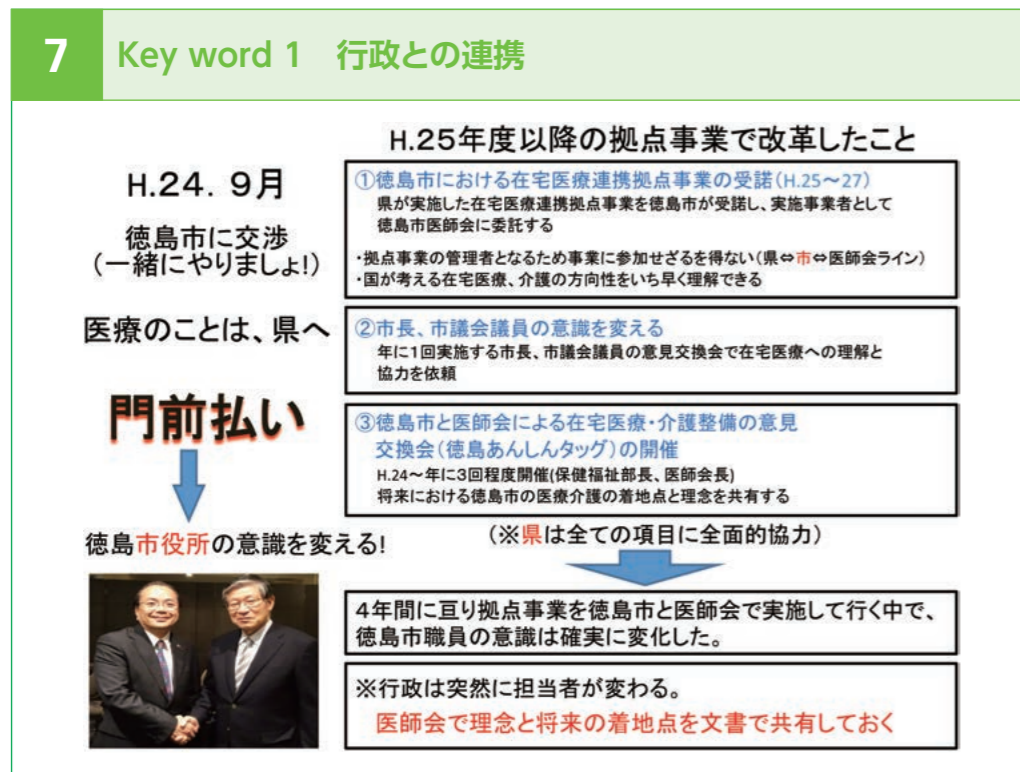 7 Key word 1 行政との連携
H.24. 9月
徳島市に交渉
(一緒にやりましょ!)
医療のことは、県へ
門前払い
徳島市役所の意識を変える!
H.25年度以降の拠点事業で改革したこと
①徳島市における在宅医療連携拠点事業の受諾(H.25~27)
県が実施した在宅医療連携拠点事業を徳島市が受諾し、実施事業者として
徳島市医師会に委託する
・拠点事業の管理者となるため事業に参加せざるを得ない(県⇔市⇔医師会ライン)
・国が考える在宅医療、介護の方向性をいち早く理解できる
②市長、市議会議員の意識を変える
年に1回実施する市長、市議会議員の意見交換会で在宅医療への理解と
協力を依頼
③徳島市と医師会による在宅医療・介護整備の意見
交換会(徳島あんしんタッグ)の開催
H.24~年に3回程度開催(保健福祉部長、医師会長)
将来における徳島市の医療介護の着地点と理念を共有する
(※県は全ての項目に全面的協力)
4年間に亘り拠点事業を徳島市と医師会で実施して行く中で、
徳島市職員の意識は確実に変化した。
※行政は突然に担当者が変わる。
医師会で理念と将来の着地点を文書で共有しておく